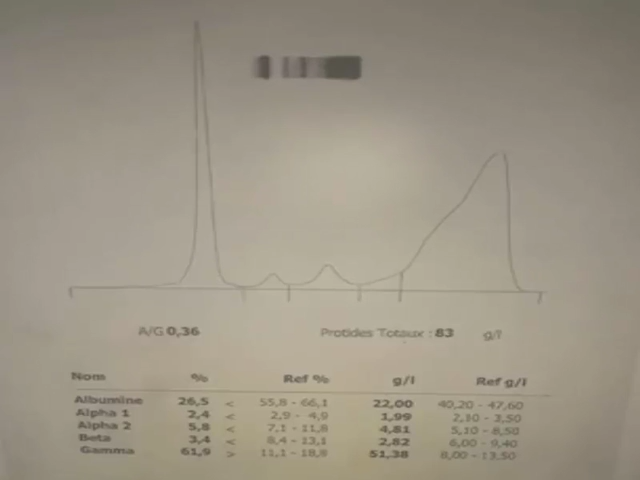 A/G 0,36 Protides Totaux : 83 g/l
Nom % Ref % g/l Ref g/l
Albumine 26,5 < 55,8 - 66,1 22,00 40,20 - 47,60
Alpha 1 2,4 < 2,9 - 4,9 1,99 2,10 - 3,50
Alpha 2 5,8 < 7,1 - 11,8 4,81 5,10 - 8,50
Beta 3,4 < 8,4 - 13,1 2,82 6,00 - 9,40
Gamma 61,9 > 11,1 - 18,8 51,38 8,00 - 13,50